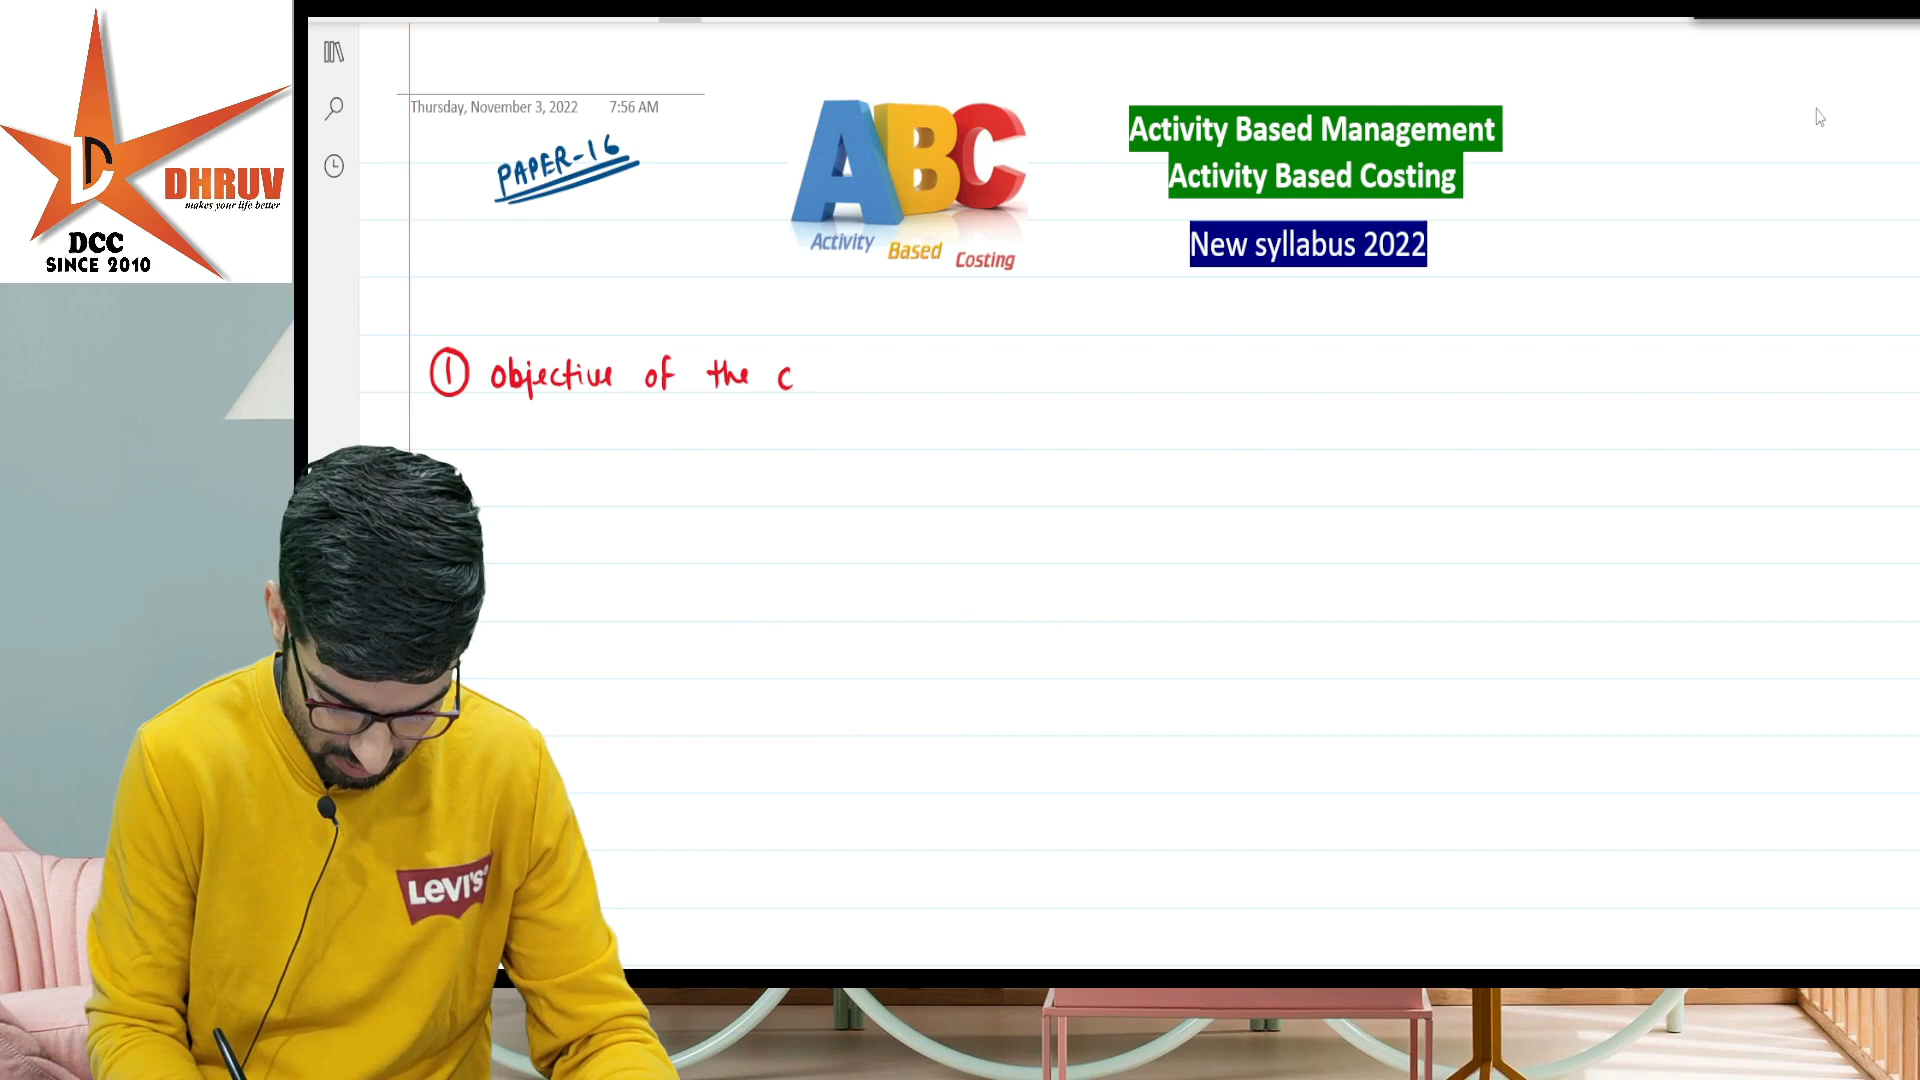 DHRUV
makes your life better
DCC
SINCE 2010
Thursday, November 3, 2022 7:56 AM
PAPER-16
ABC
Activity Based Costing
Activity Based Management
Activity Based Costing
New syllabus 2022
① Objective of the c
LEVI'S